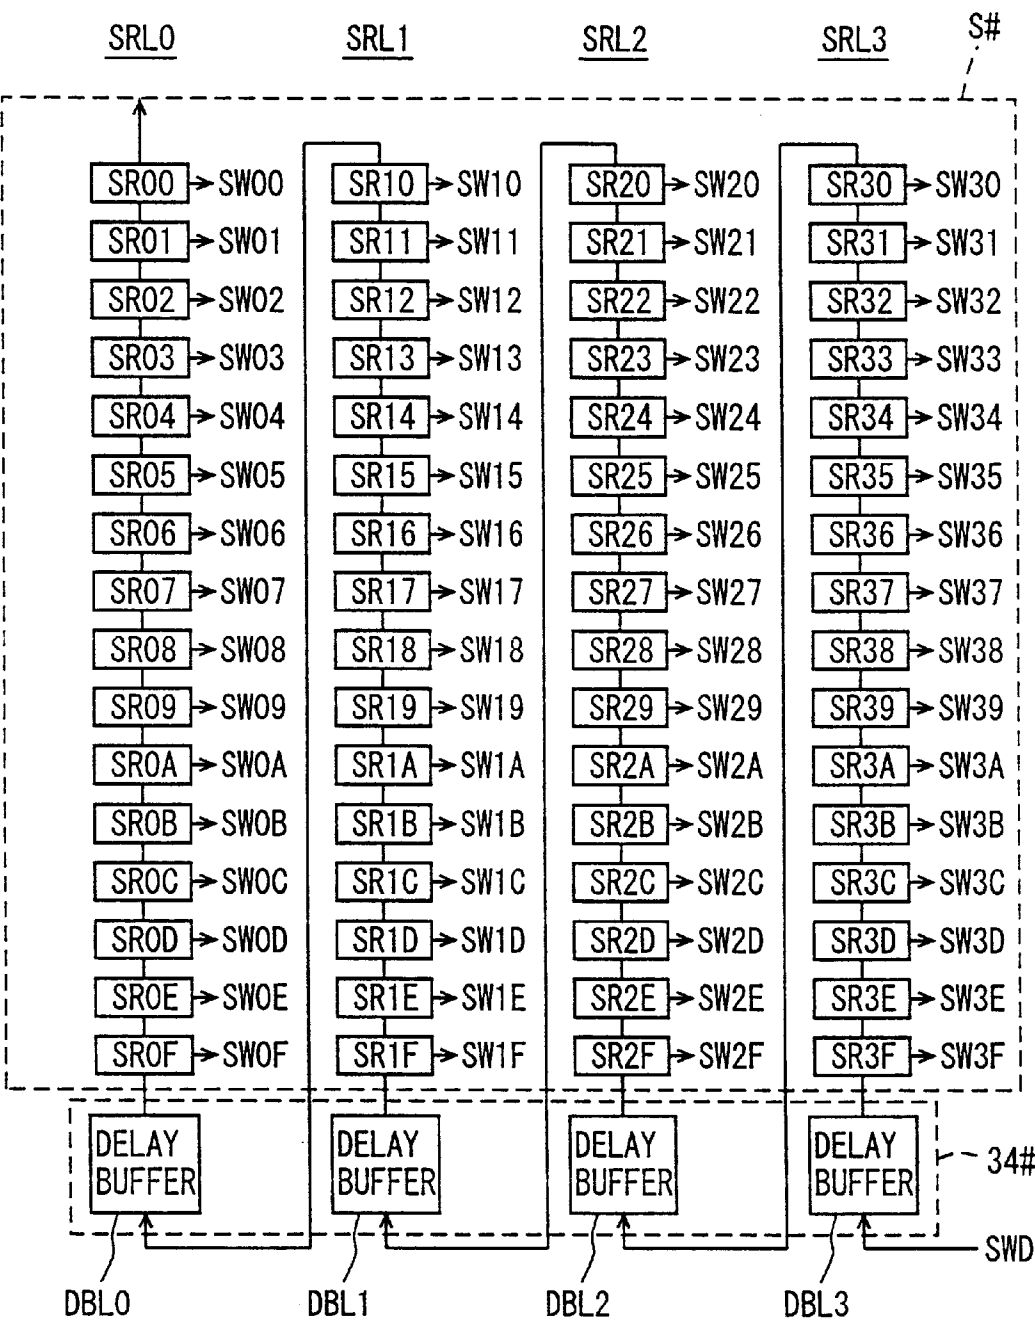 SRL0 SRL1 SRL2 SRL3 S#
SR00 SW00 SR10 SW10 SR20 SW20 SR30 SW30
SR01 SW01 SR11 SW11 SR21 SW21 SR31 SW31
SR02 SW02 SR12 SW12 SR22 SW22 SR32 SW32
SR03 SW03 SR13 SW13 SR23 SW23 SR33 SW33
SR04 SW04 SR14 SW14 SR24 SW24 SR34 SW34
SR05 SW05 SR15 SW15 SR25 SW25 SR35 SW35
SR06 SW06 SR16 SW16 SR26 SW26 SR36 SW36
SR07 SW07 SR17 SW17 SR27 SW27 SR37 SW37
SR08 SW08 SR18 SW18 SR28 SW28 SR38 SW38
SR09 SW09 SR19 SW19 SR29 SW29 SR39 SW39
SR0A SW0A SR1A SW1A SR2A SW2A SR3A SW3A
SR0B SW0B SR1B SW1B SR2B SW2B SR3B SW3B
SR0C SW0C SR1C SW1C SR2C SW2C SR3C SW3C
SR0D SW0D SR1D SW1D SR2D SW2D SR3D SW3D
SR0E SW0E SR1E SW1E SR2E SW2E SR3E SW3E
SR0F SW0F SR1F SW1F SR2F SW2F SR3F SW3F
DELAY DELAY DELAY DELAY
BUFFER BUFFER BUFFER BUFFER
34#
SWD
DBL0 DBL1 DBL2 DBL3